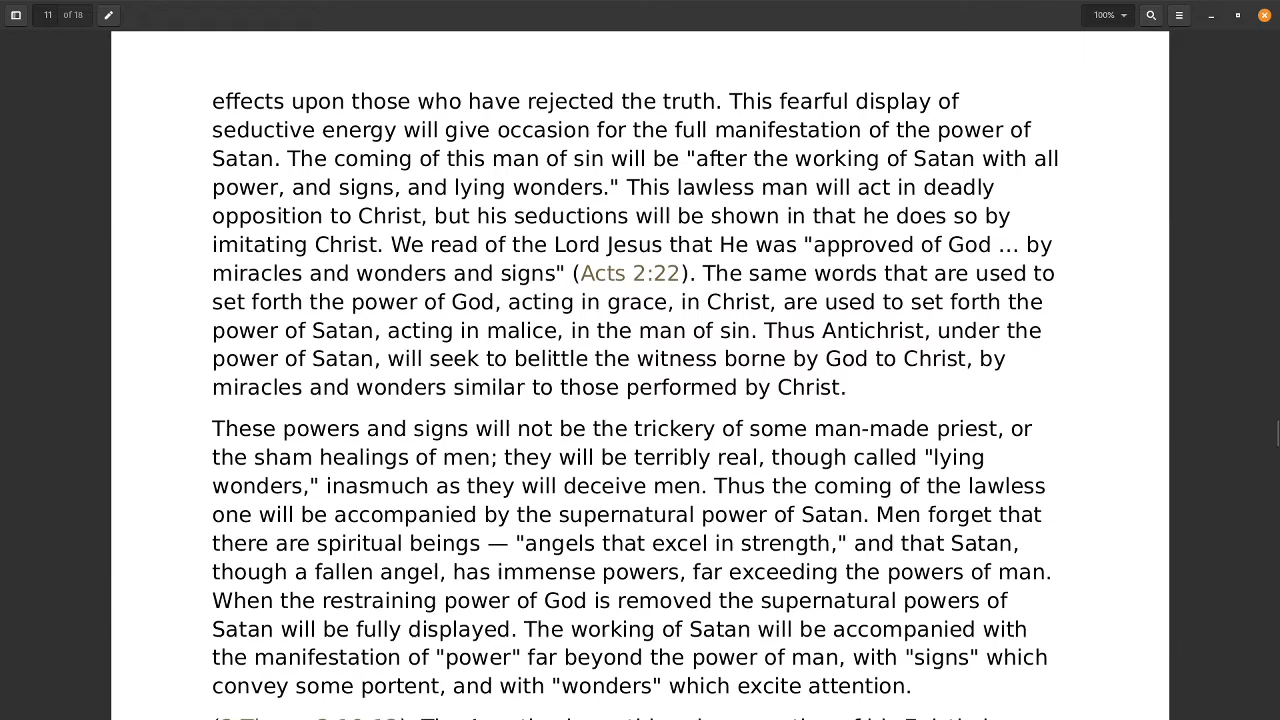 11 of 18
100%
effects upon those who have rejected the truth. This fearful display of
seductive energy will give occasion for the full manifestation of the power of
Satan. The coming of this man of sin will be "after the working of Satan with all
power, and signs, and lying wonders." This lawless man will act in deadly
opposition to Christ, but his seductions will be shown in that he does so by
imitating Christ. We read of the Lord Jesus that He was "approved of God ... by
miracles and wonders and signs" (Acts 2:22). The same words that are used to
set forth the power of God, acting in grace, in Christ, are used to set forth the
power of Satan, acting in malice, in the man of sin. Thus Antichrist, under the
power of Satan, will seek to belittle the witness borne by God to Christ, by
miracles and wonders similar to those performed by Christ.
These powers and signs will not be the trickery of some man-made priest, or
the sham healings of men; they will be terribly real, though called "lying
wonders," inasmuch as they will deceive men. Thus the coming of the lawless
one will be accompanied by the supernatural power of Satan. Men forget that
there are spiritual beings — "angels that excel in strength," and that Satan,
though a fallen angel, has immense powers, far exceeding the powers of man.
When the restraining power of God is removed the supernatural powers of
Satan will be fully displayed. The working of Satan will be accompanied with
the manifestation of "power" far beyond the power of man, with "signs" which
convey some portent, and with "wonders" which excite attention.